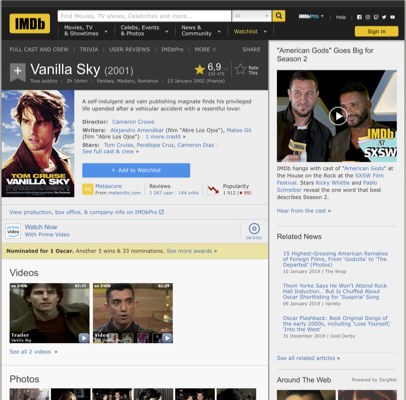 IMDb
Find Movies, TV shows, Celebrities and more...
All
Movies, TV
& Showtimes
Celebs, Events
& Photos
News &
Community
Watchlist
IMDbPro
Help
Sign in
FULL CAST AND CREW
TRIVIA
USER REVIEWS
IMDbPro
MORE
SHARE
Vanilla Sky (2001)
6,9
Rate
This
Tous publics | 2h 16min | Fantasy, Mystery, Romance | 23 January 2002 (France)
TOM CRUISE
VANILLA SKY
A self-indulgent and vain publishing magnate finds his privileged
life upended after a vehicular accident with a resentful lover.
Director: Cameron Crowe
Writers: Alejandro Amenábar (film "Abre Los Ojos"), Mateo Gil
(film "Abre Los Ojos") | 1 more credit »
Stars: Tom Cruise, Penélope Cruz, Cameron Diaz |
See full cast & crew »
+ Add to Watchlist
45
Metascore
From metacritic.com
Reviews
1 267 user | 144 critic
Popularity
1 912
View production, box office, & company info on IMDbPro
prime video
Watch Now
With Prime Video
ON DISC
Nominated for 1 Oscar. Another 5 wins & 33 nominations. See more awards »
Videos
IMDb
02:27
Trailer
Vanilla Sky
IMDb
Video
Vanilla Sky
See all 2 videos »
Photos
"American Gods" Goes Big for
Season 2
IMDb
at
SXSW
IMDb hangs with cast of "American Gods" at
the House on the Rock at the SXSW Film
Festival. Stars Ricky Whittle and Pablo
Schreiber reveal the one word that best
describes Season 2.
Hear from the cast »
Related News
15 Highest-Grossing American Remakes
of Foreign Films, From 'Godzilla' to 'The
Departed' (Photos)
10 January 2019 | The Wrap
Thom Yorke Says He Won't Attend Rock
Hall Induction... But Is Chuffed About
Oscar Shortlisting for 'Suspiria' Song
09 January 2019 | Variety
Oscar Flashback: Best Original Songs of
the early 2000s, including 'Lose Yourself,'
'Into the West'
31 December 2018 | Gold Derby
See all related articles »
Around The Web
Powered by ZergNet